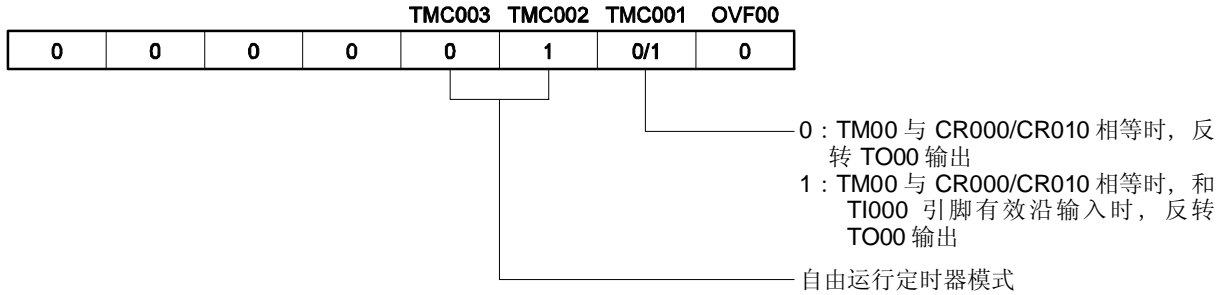 TMC003 TMC002 TMC001 OVF00
0 0 0 0 0 1 0/1 0
0：TM00 与 CR000/CR010 相等时，反
转 TO00 输出
1：TM00 与 CR000/CR010 相等时，和
TI000 引脚有效沿输入时，反转
TO00 输出
自由运行定时器模式